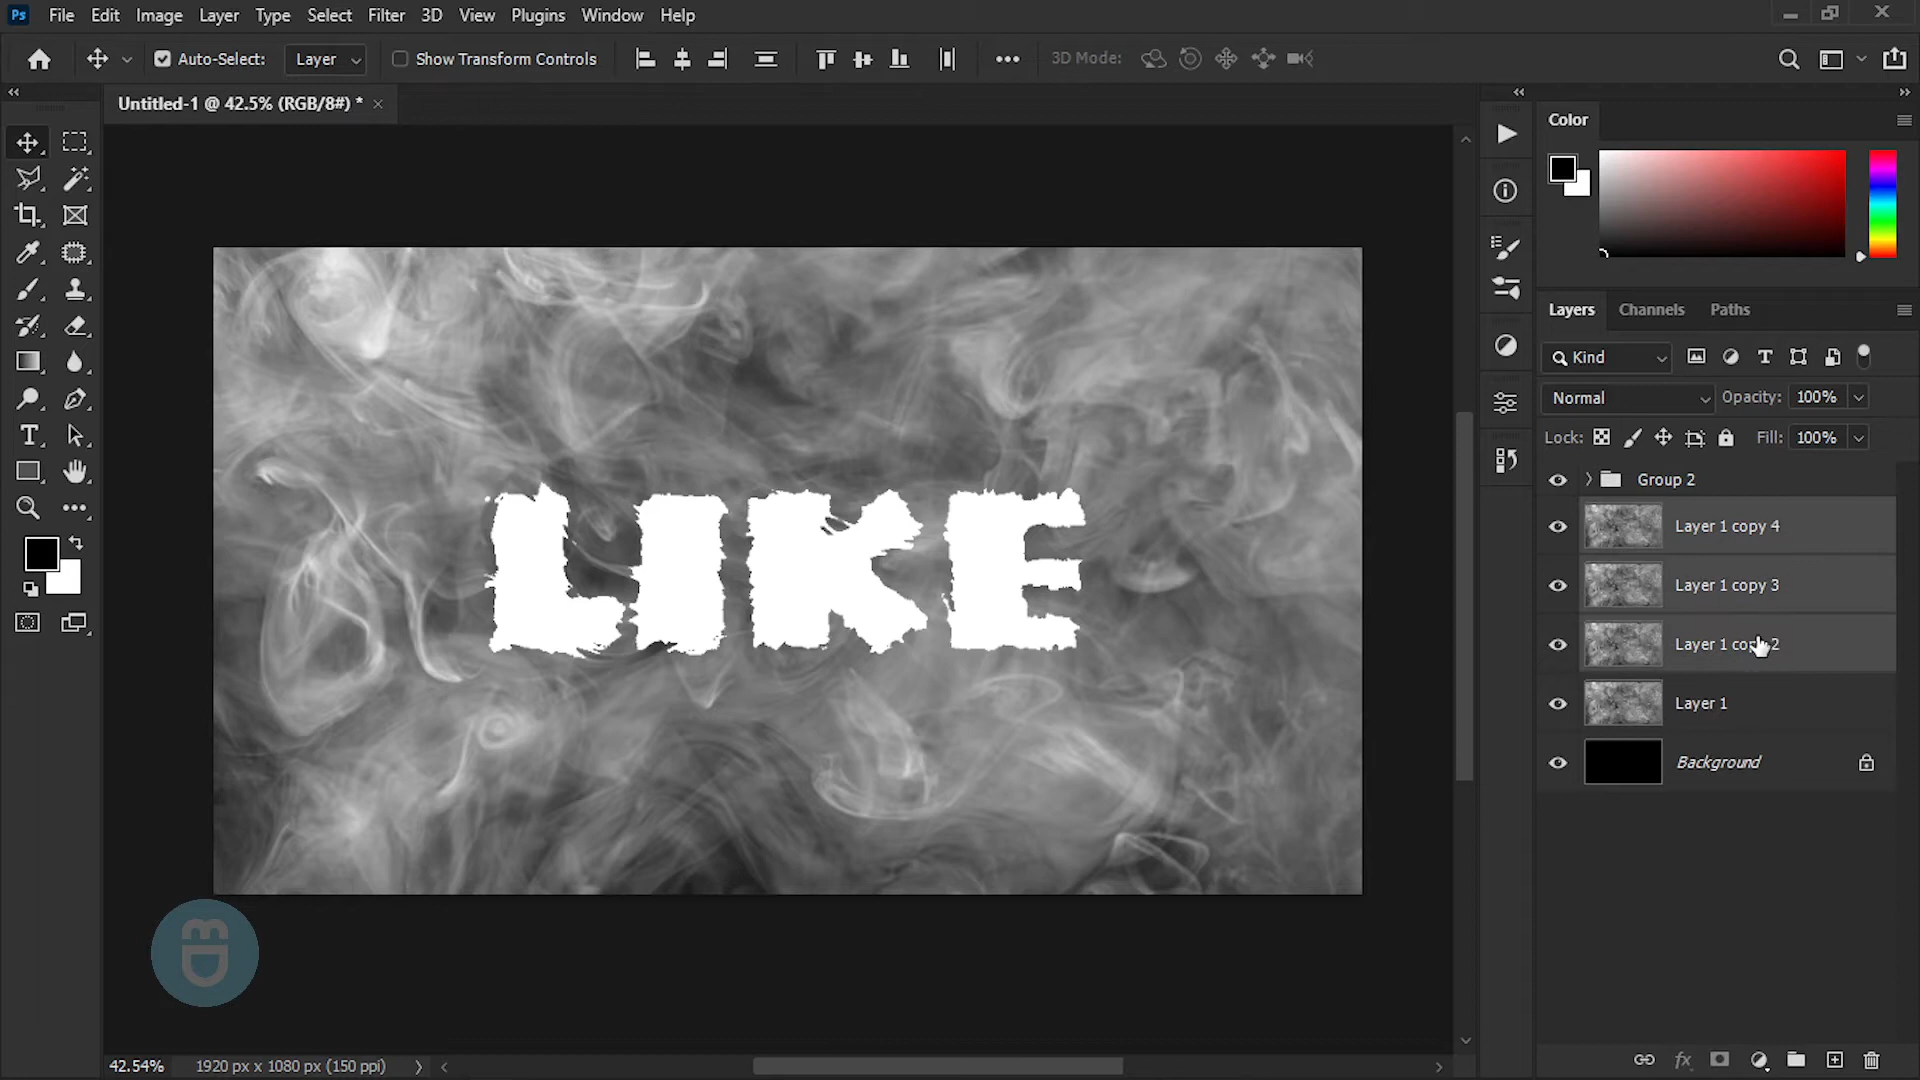 Ps File Edit Image Layer Type Select Filter 3D View Plugins Window Help
Auto-Select: Layer Show Transform Controls 3D Mode:
Untitled-1 @ 42.5% (RGB/8#) *
Color
Layers Channels Paths
Kind
Normal Opacity: 100%
Lock: Fill: 100%
Group 2
Layer 1 copy 4
Layer 1 copy 3
Layer 1 copy 2
Layer 1
Background
LIKE
42.54% 1920 px x 1080 px (150 ppi)